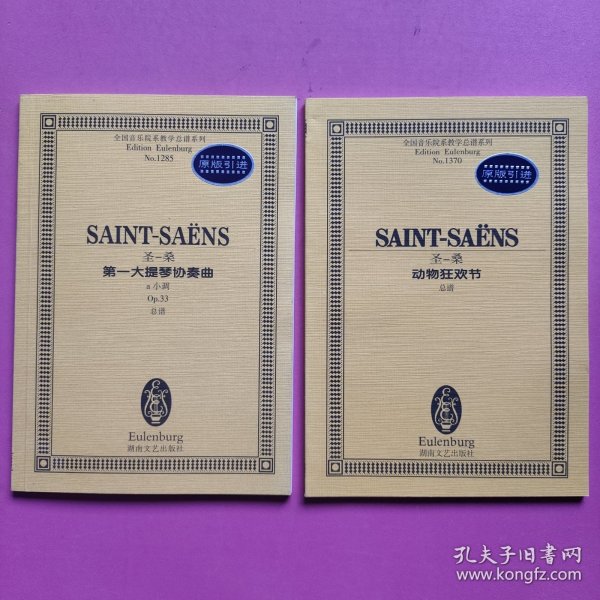 全国音乐院系教学总谱系列
Edition Eulenburg
No.1285
原版引进
SAINT-SAËNS
圣-桑
第一大提琴协奏曲
a小调
Op.33
总谱
Eulenburg
湖南文艺出版社
全国音乐院系教学总谱系列
Edition Eulenburg
No.1370
原版引进
SAINT-SAËNS
圣-桑
动物狂欢节
总谱
Eulenburg
湖南文艺出版社
孔夫子旧书网
www.kongfz.com